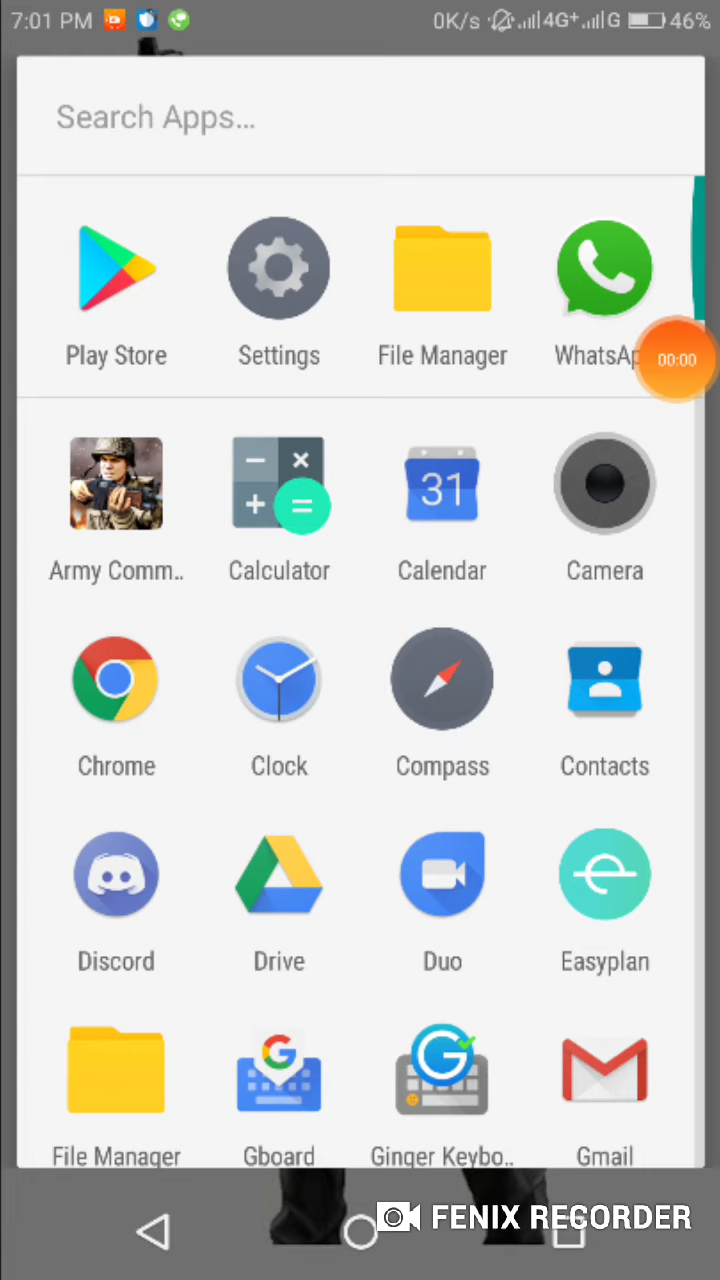 7:01 PM 0K/s 4G+ G 46%
Search Apps...
Play Store Settings File Manager WhatsAp
00:00
31
Army Comm.. Calculator Calendar Camera
Chrome Clock Compass Contacts
Discord Drive Duo Easyplan
File Manager Gboard Ginger Keybo.. Gmail
FENIX RECORDER